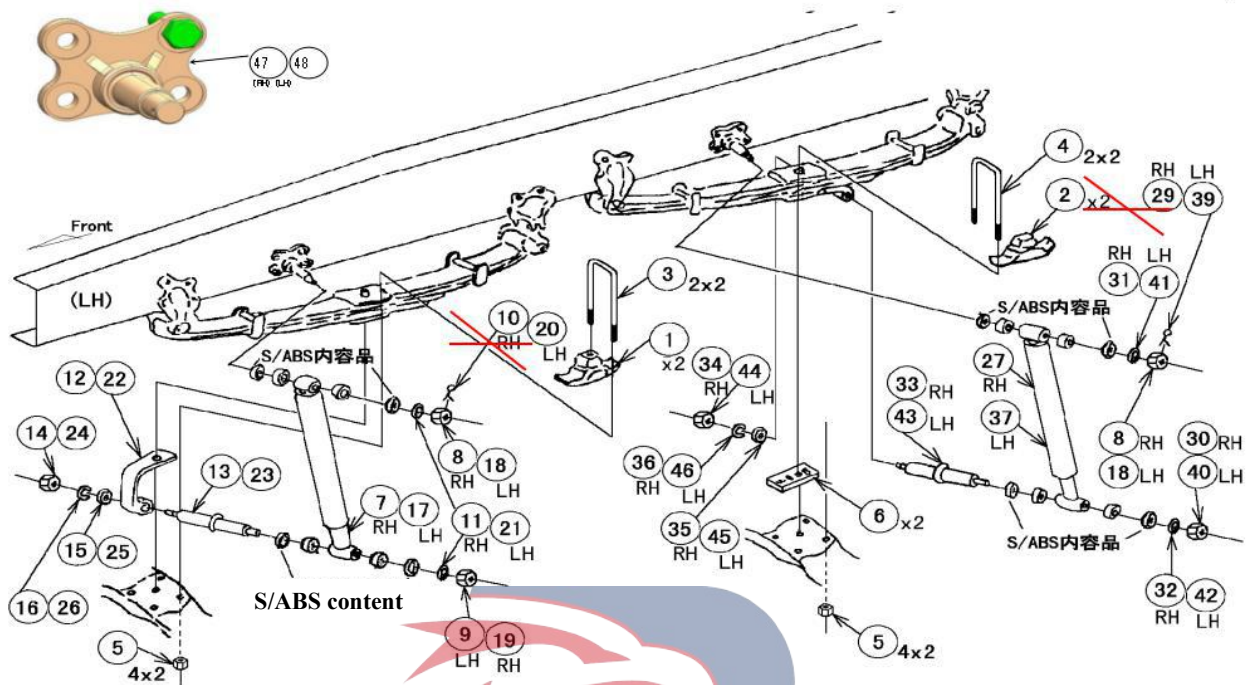 47 48
(RH) (LH)
Front
(LH)
4 2x2
RH LH
2 x2 29 39
RH LH
31 41
3 2x2
10 20
RH LH
S/ABS内容品
S/ABS内容品
1 x2
34 44
RH LH
27
RH
33 RH
43 LH
37
LH
12 22
14 24
13 23
8 18
RH LH
36 46
RH LH
8 RH
18 LH
30 RH
40 LH
7 17
RH LH
11 21
RH LH
6 x2
15 25
35 45
RH LH
S/ABS内容品
16 26
S/ABS content
32 42
RH LH
9 19
LH RH
5
4x2
5
4x2